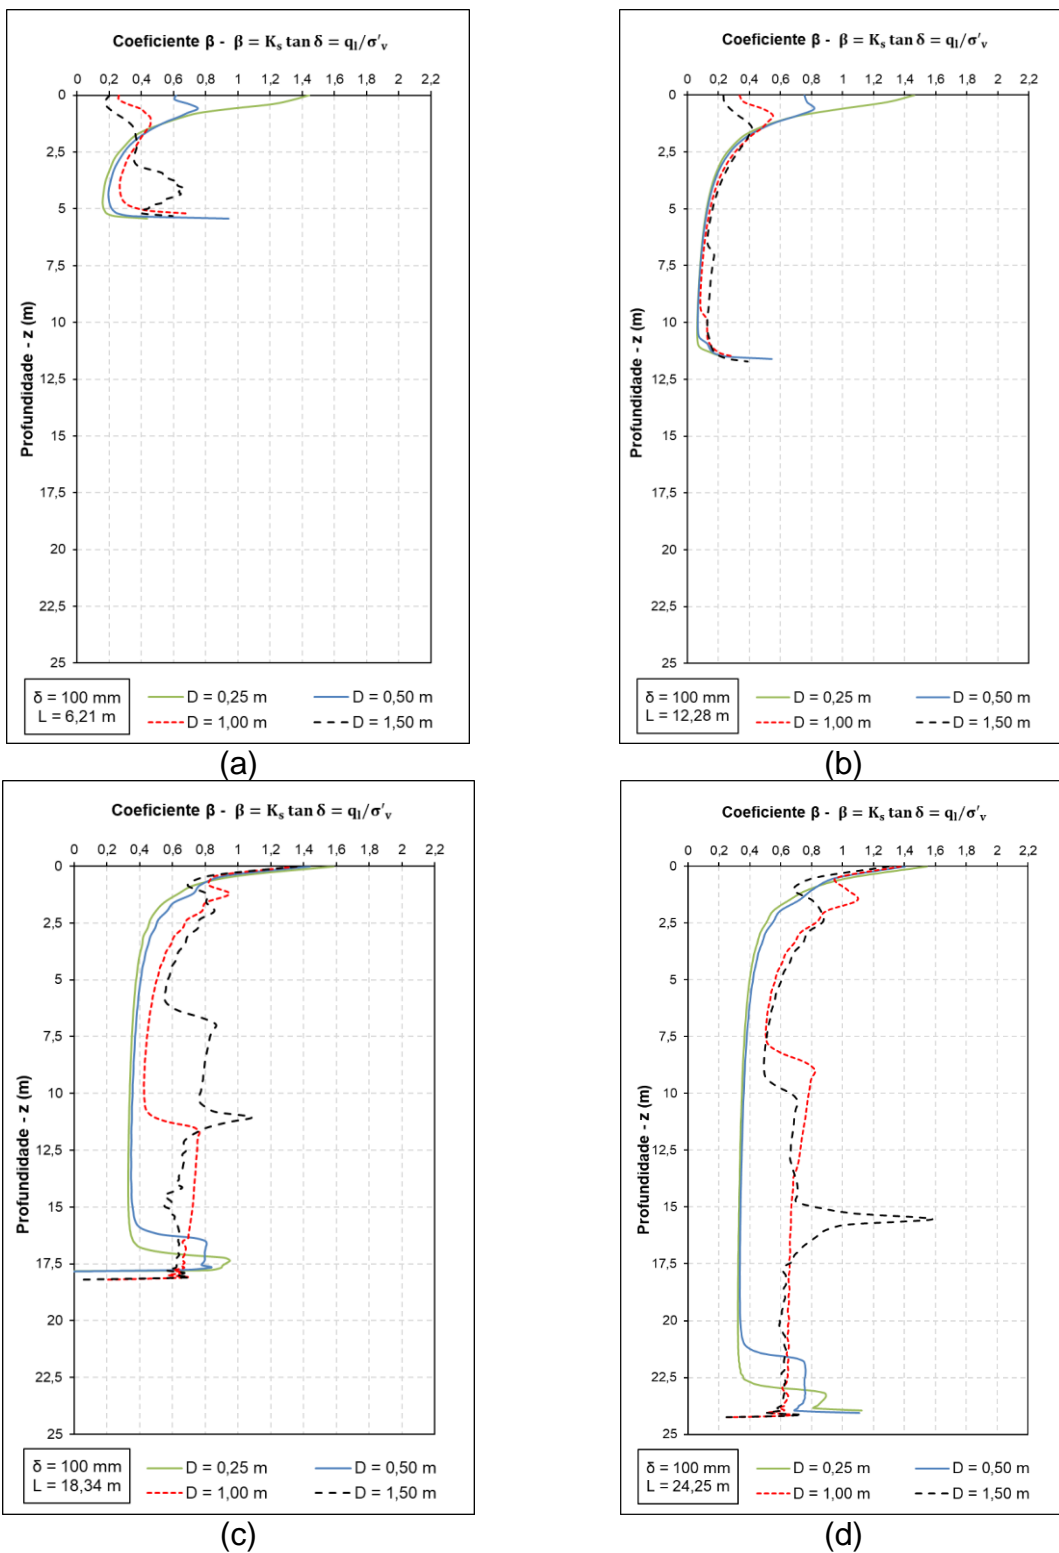 Coeficiente β - β = Kₛ tan δ = qₗ/σ′ᵥ
0 0,2 0,4 0,6 0,8 1 1,2 1,4 1,6 1,8 2 2,2
0
2,5
5
7,5
10
12,5
15
17,5
20
22,5
25
Profundidade - z (m)
δ = 100 mm
L = 6,21 m
D = 0,25 m D = 0,50 m
D = 1,00 m D = 1,50 m
(a)
Coeficiente β - β = Kₛ tan δ = qₗ/σ′ᵥ
0 0,2 0,4 0,6 0,8 1 1,2 1,4 1,6 1,8 2 2,2
0
2,5
5
7,5
10
12,5
15
17,5
20
22,5
25
Profundidade - z (m)
δ = 100 mm
L = 12,28 m
D = 0,25 m D = 0,50 m
D = 1,00 m D = 1,50 m
(b)
Coeficiente β - β = Kₛ tan δ = qₗ/σ′ᵥ
0 0,2 0,4 0,6 0,8 1 1,2 1,4 1,6 1,8 2 2,2
0
2,5
5
7,5
10
12,5
15
17,5
20
22,5
25
Profundidade - z (m)
δ = 100 mm
L = 18,34 m
D = 0,25 m D = 0,50 m
D = 1,00 m D = 1,50 m
(c)
Coeficiente β - β = Kₛ tan δ = qₗ/σ′ᵥ
0 0,2 0,4 0,6 0,8 1 1,2 1,4 1,6 1,8 2 2,2
0
2,5
5
7,5
10
12,5
15
17,5
20
22,5
25
Profundidade - z (m)
δ = 100 mm
L = 24,25 m
D = 0,25 m D = 0,50 m
D = 1,00 m D = 1,50 m
(d)